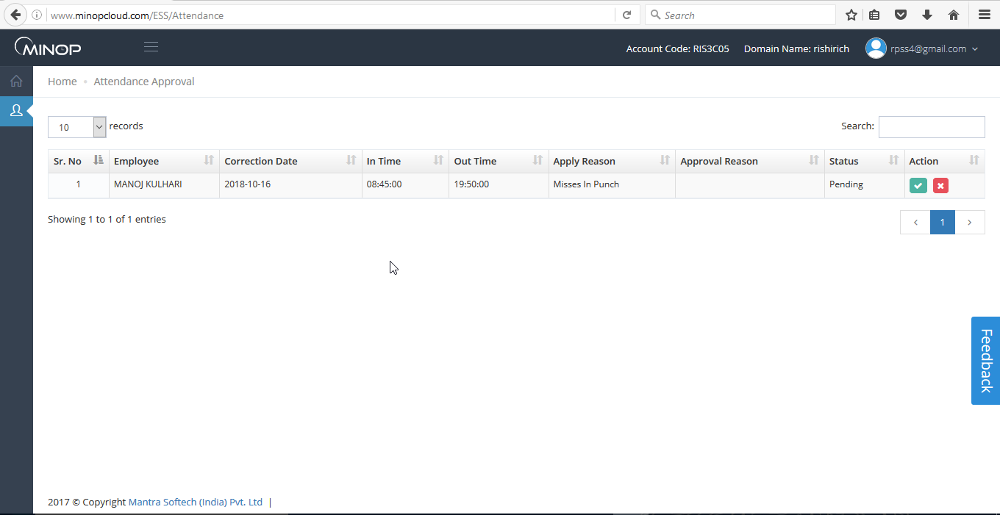 www.minopcloud.com/ESS/Attendance
Search
MINOP
Account Code: RIS3C05 Domain Name: rishirich rpss4@gmail.com
Home Attendance Approval
10 records Search:
Sr. No Employee Correction Date In Time Out Time Apply Reason Approval Reason Status Action
1 MANOJ KULHARI 2018-10-16 08:45:00 19:50:00 Misses In Punch Pending
Showing 1 to 1 of 1 entries
< 1 >
Feedback
2017 © Copyright Mantra Softech (India) Pvt. Ltd |